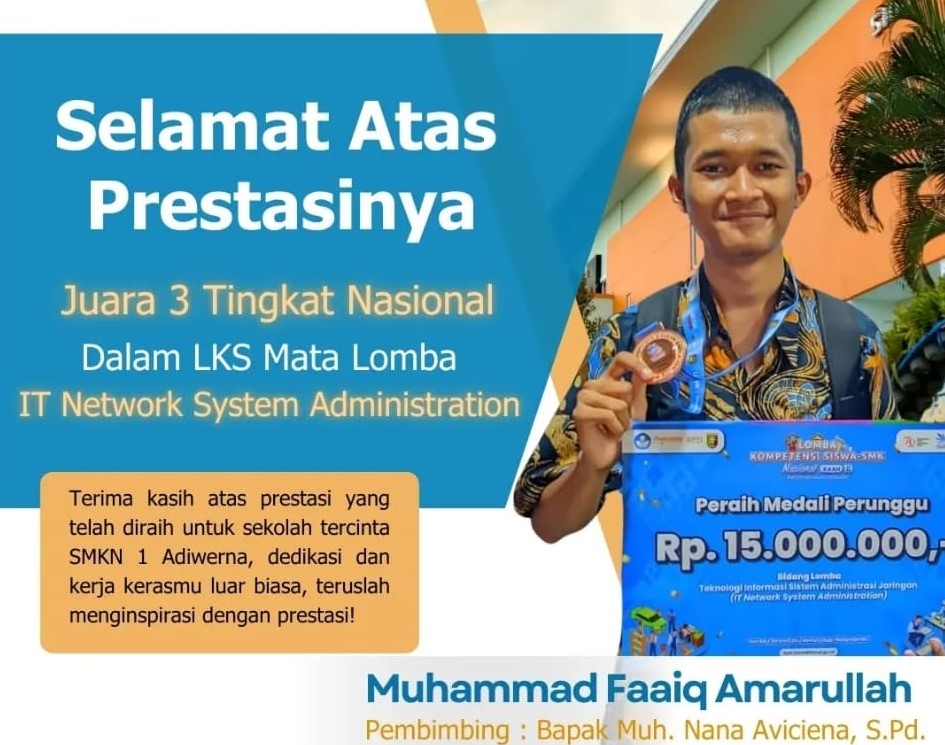 Selamat Atas
Prestasinya
Juara 3 Tingkat Nasional
Dalam LKS Mata Lomba
IT Network System Administration
Terima kasih atas prestasi yang
telah diraih untuk sekolah tercinta
SMKN 1 Adiwerna, dedikasi dan
kerja kerasmu luar biasa, teruslah
menginspirasi dengan prestasi!
LOMBA
KOMPETENSI SISWA-SMK
Nasional
Peraih Medali Perunggu
Rp. 15.000.000,-
Bidang Lomba
Teknologi Informasi Sistem Administrasi Jaringan
(IT Network System Administration)
Muhammad Faaiq Amarullah
Pembimbing : Bapak Muh. Nana Aviciena, S.Pd.